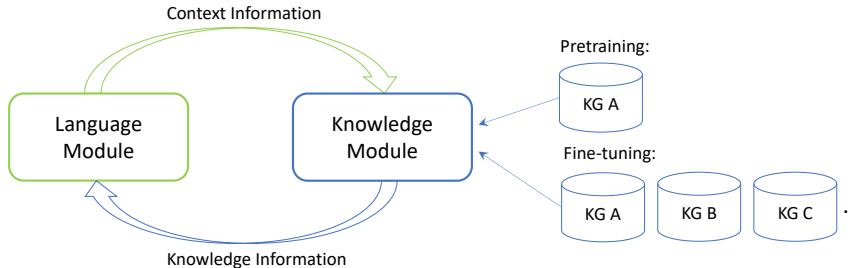 Context Information
Pretraining:
KG A
Language
Module
Knowledge
Module
Fine-tuning:
KG A KG B KG C .
Knowledge Information